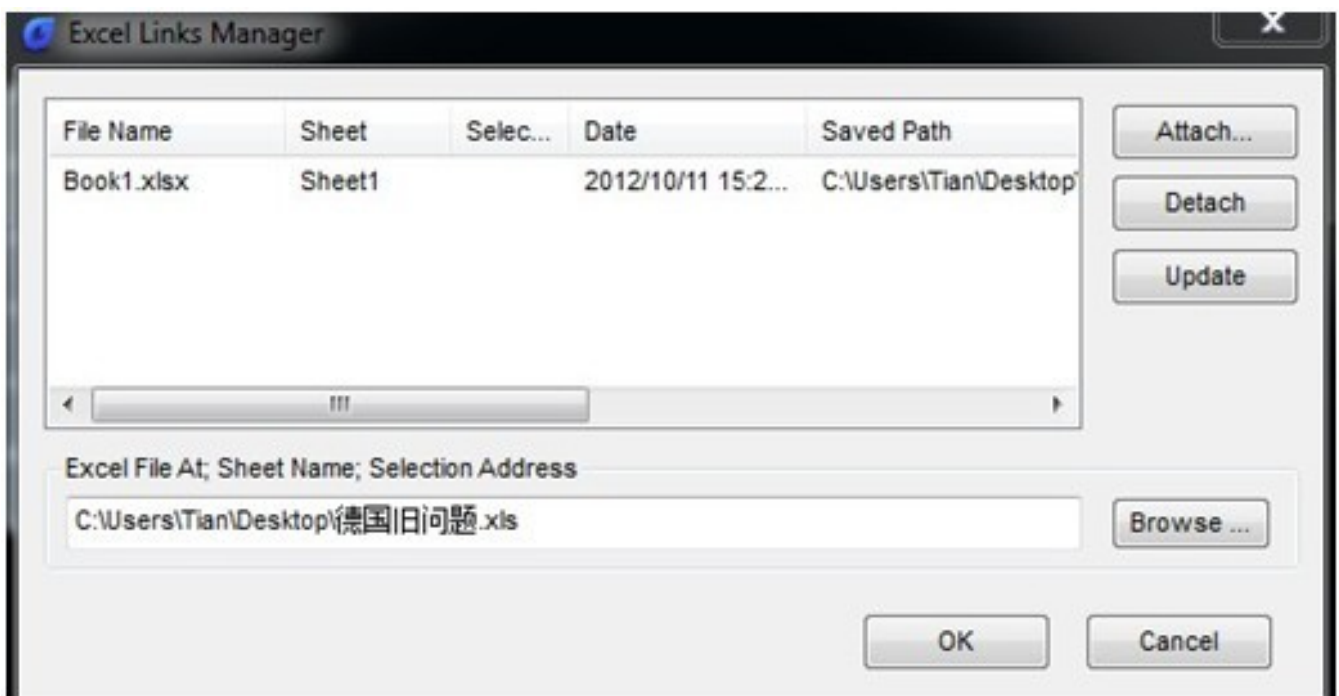 Excel Links Manager
File Name Sheet Selec... Date Saved Path
Book1.xlsx Sheet1 2012/10/11 15:2... C:\Users\Tian\Desktop\
Attach...
Detach
Update
Excel File At; Sheet Name; Selection Address
C:\Users\Tian\Desktop\德国旧问题.xls
Browse ...
OK Cancel